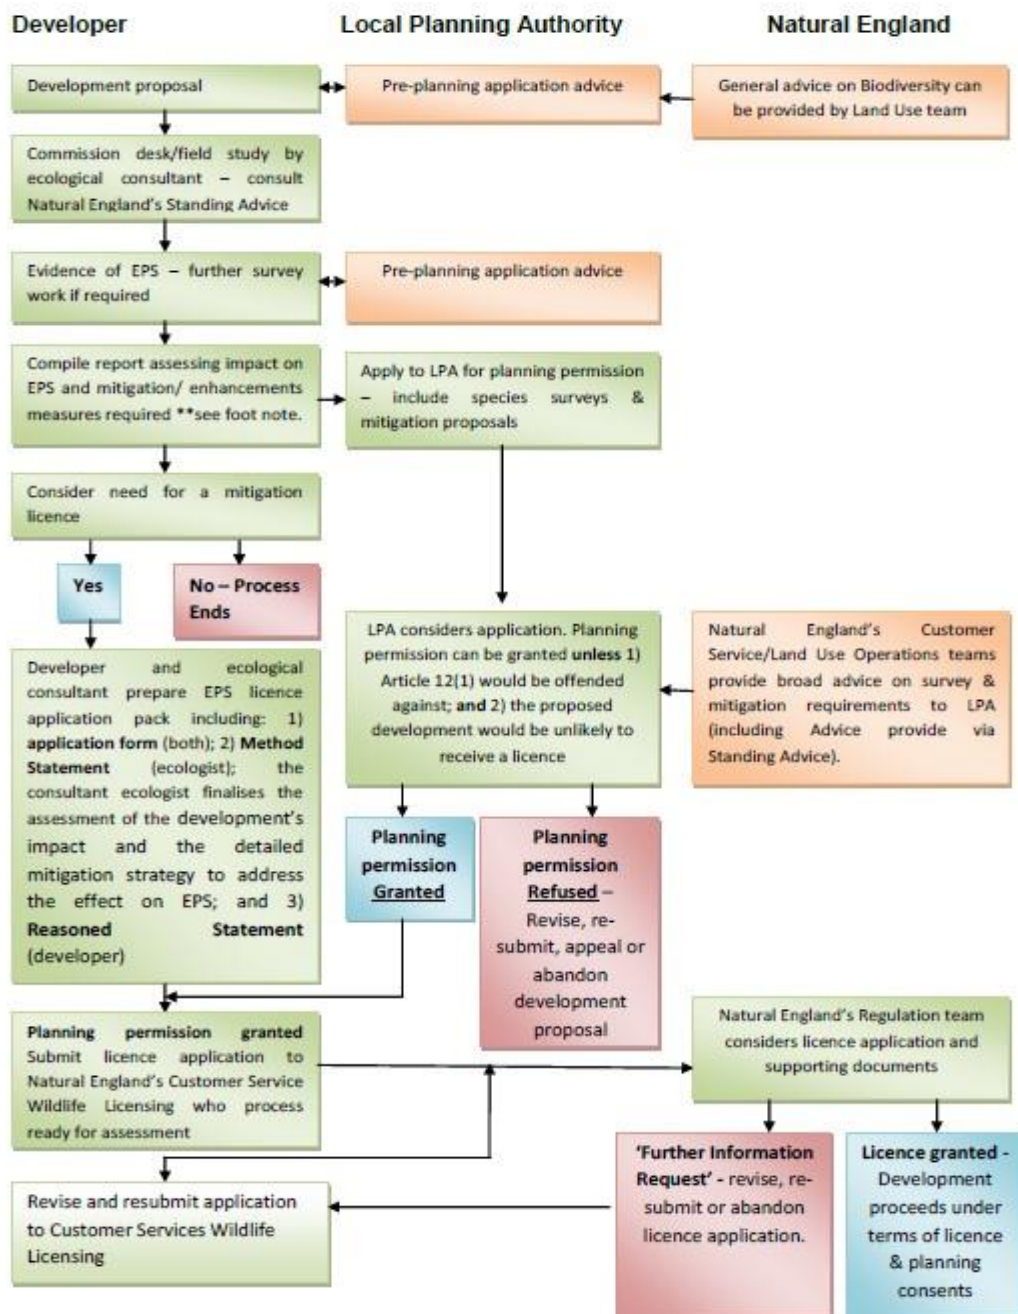 Developer
Local Planning Authority
Natural England
Development proposal
Pre-planning application advice
General advice on Biodiversity can
be provided by Land Use team
Commission desk/field study by
ecological consultant – consult
Natural England's Standing Advice
Evidence of EPS – further survey
work if required
Pre-planning application advice
Compile report assessing impact on
EPS and mitigation/ enhancements
measures required **see foot note.
Apply to LPA for planning permission
– include species surveys &
mitigation proposals
Consider need for a mitigation
licence
Yes
No – Process
Ends
LPA considers application. Planning
permission can be granted unless 1)
Article 12(1) would be offended
against; and 2) the proposed
development would be unlikely to
receive a licence
Natural England's Customer
Service/Land Use Operations teams
provide broad advice on survey &
mitigation requirements to LPA
(including Advice provide via
Standing Advice).
Developer and ecological
consultant prepare EPS licence
application pack including: 1)
application form (both); 2) Method
Statement (ecologist); the
consultant ecologist finalises the
assessment of the development's
impact and the detailed
mitigation strategy to address
the effect on EPS; and 3)
Reasoned Statement
(developer)
Planning
permission
Granted
Planning
permission
Refused –
Revise, re-
submit, appeal or
abandon
development
proposal
Planning permission granted
Submit licence application to
Natural England's Customer Service
Wildlife Licensing who process
ready for assessment
Natural England's Regulation team
considers licence application and
supporting documents
Revise and resubmit application
to Customer Services Wildlife
Licensing
'Further Information
Request' - revise, re-
submit or abandon
licence application.
Licence granted -
Development
proceeds under
terms of licence
& planning
consents